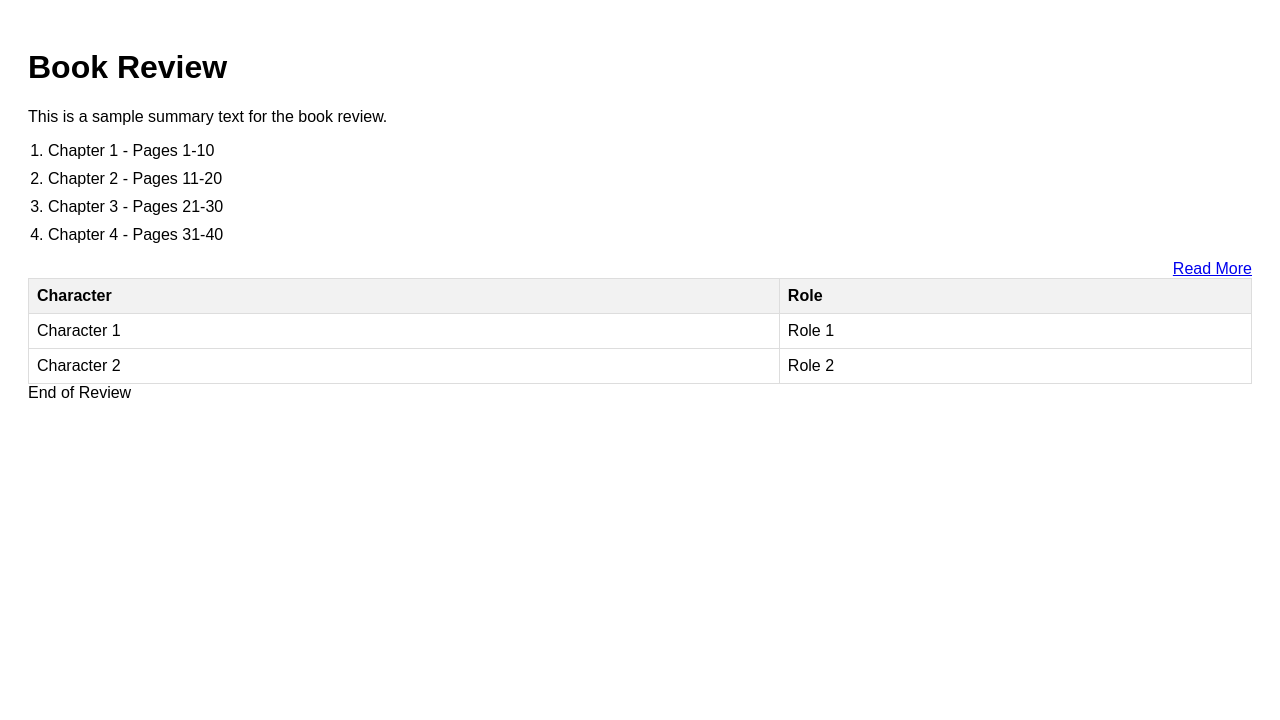 Book Review
This is a sample summary text for the book review.
1. Chapter 1 - Pages 1-10
2. Chapter 2 - Pages 11-20
3. Chapter 3 - Pages 21-30
4. Chapter 4 - Pages 31-40
Read More
Character Role
Character 1 Role 1
Character 2 Role 2
End of Review